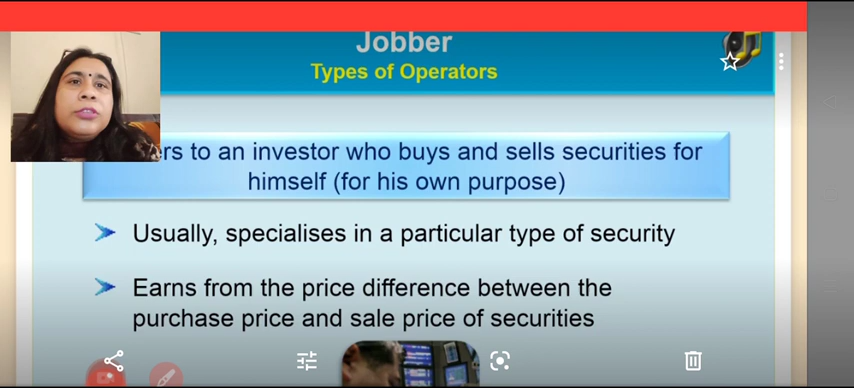 Jobber
Types of Operators
ers to an investor who buys and sells securities for
himself (for his own purpose)
Usually, specialises in a particular type of security
Earns from the price difference between the
purchase price and sale price of securities